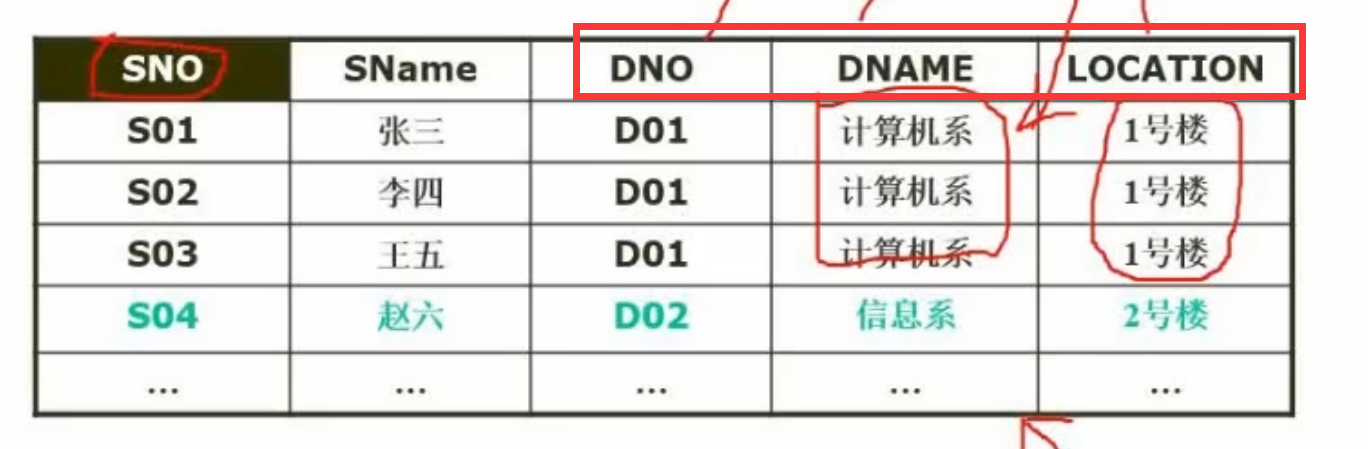 SNO SName DNO DNAME LOCATION
S01 张三 D01 计算机系 1号楼
S02 李四 D01 计算机系 1号楼
S03 王五 D01 计算机系 1号楼
S04 赵六 D02 信息系 2号楼
... ... ... ... ...